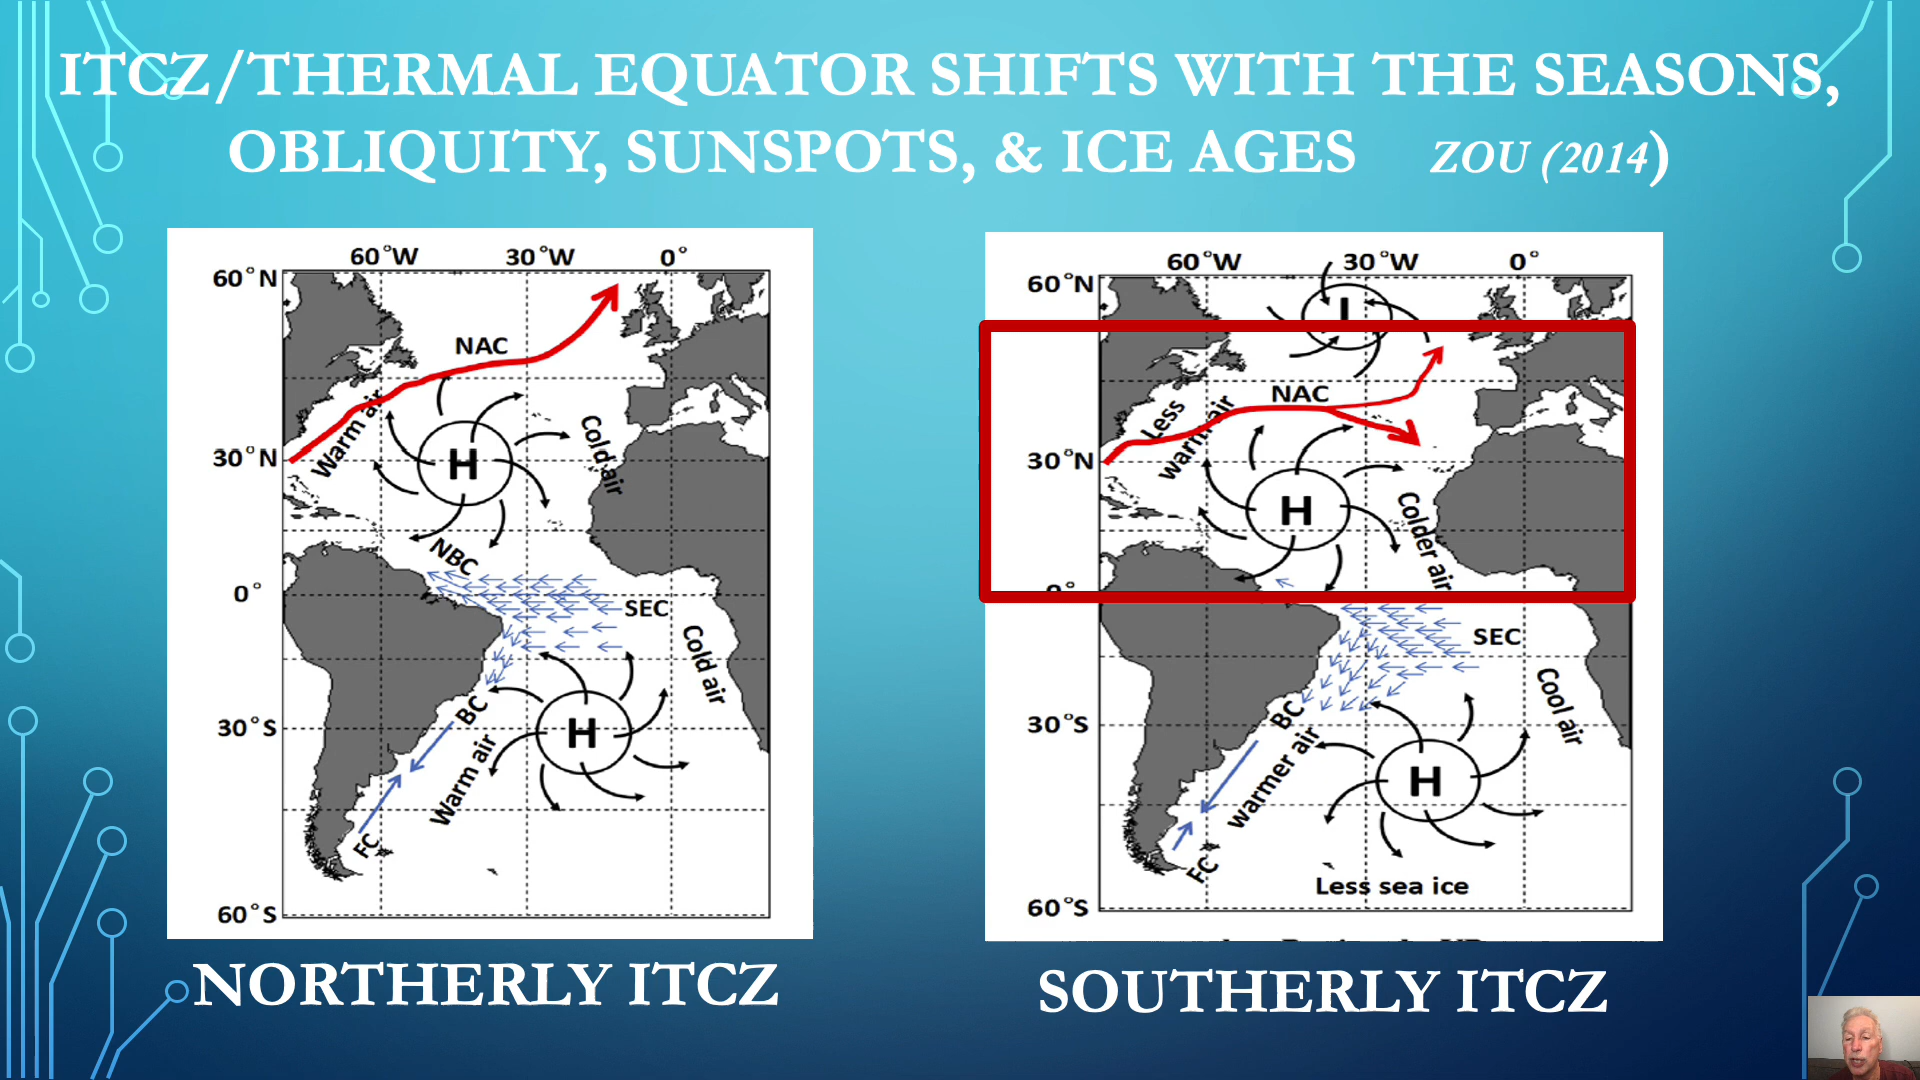 ITCZ/THERMAL EQUATOR SHIFTS WITH THE SEASONS,
OBLIQUITY, SUNSPOTS, & ICE AGES ZOU (2014)
60°W 30°W 0°
60°N
NAC
Warm air
Cold air
30°N
H
NBC
0°
SEC
Cold air
BC
30°S
H
Warm air
FC
60°S
NORTHERLY ITCZ
60°W 30°W 0°
60°N
NAC
Less
warm air
30°N
H
Colder air
SEC
Cool air
BC
30°S
warmer air
H
FC
Less sea ice
60°S
SOUTHERLY ITCZ